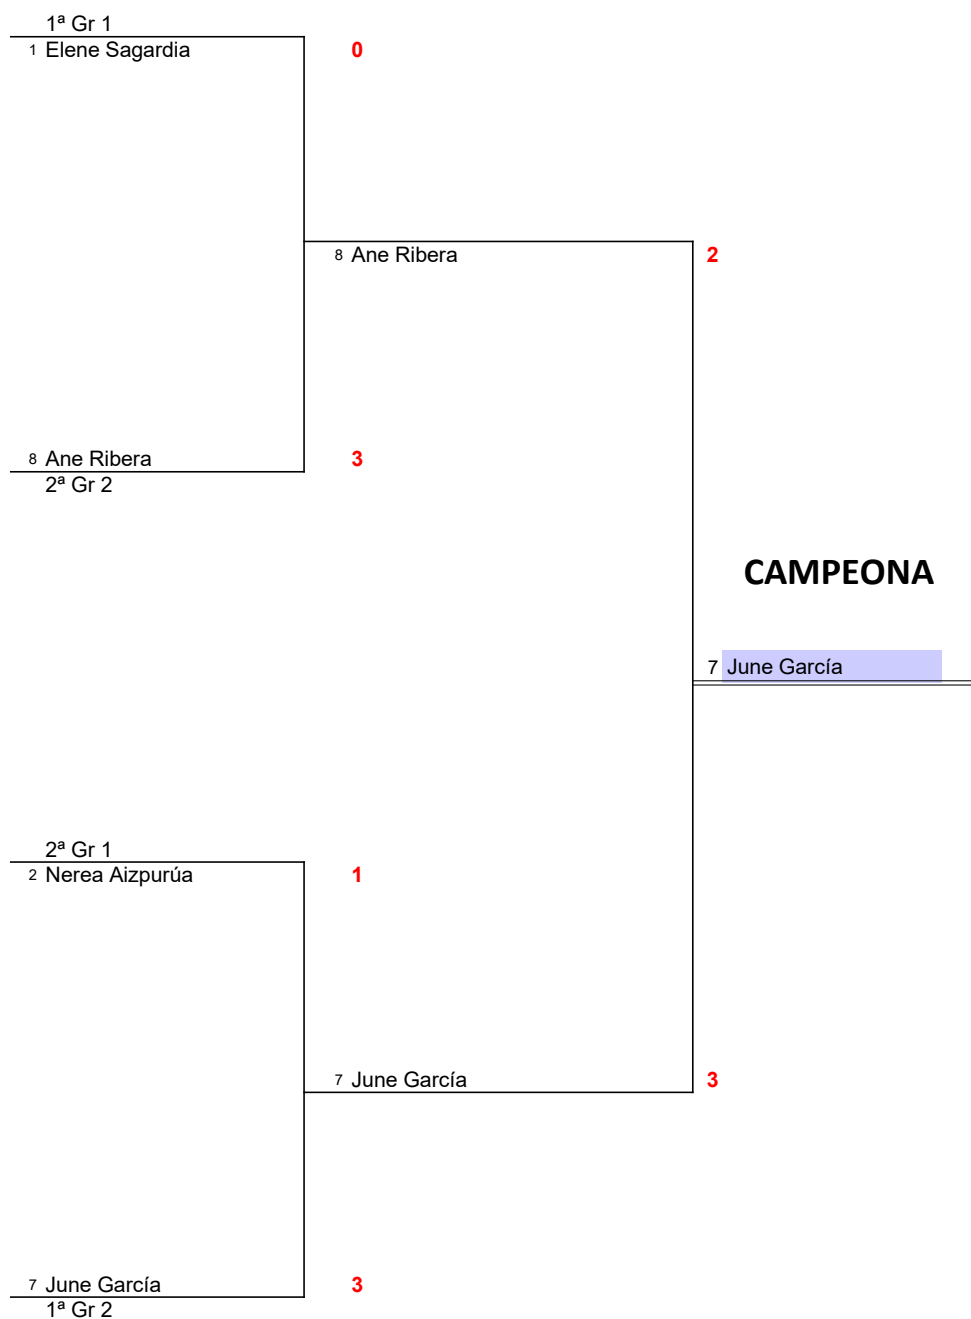 1ª Gr 1
1 Elene Sagardia 0
8 Ane Ribera 2
8 Ane Ribera 3
2ª Gr 2
CAMPEONA
7 June García
2ª Gr 1
2 Nerea Aizpurúa 1
7 June García 3
7 June García 3
1ª Gr 2